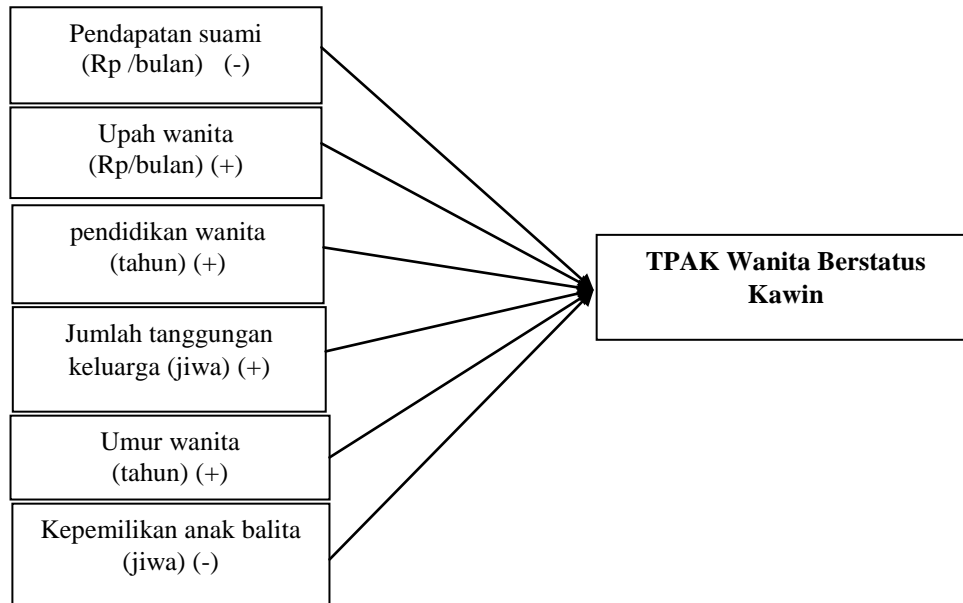 Pendapatan suami
(Rp /bulan) (-)
Upah wanita
(Rp/bulan) (+)
pendidikan wanita
(tahun) (+)
Jumlah tanggungan
keluarga (jiwa) (+)
Umur wanita
(tahun) (+)
Kepemilikan anak balita
(jiwa) (-)
TPAK Wanita Berstatus
Kawin